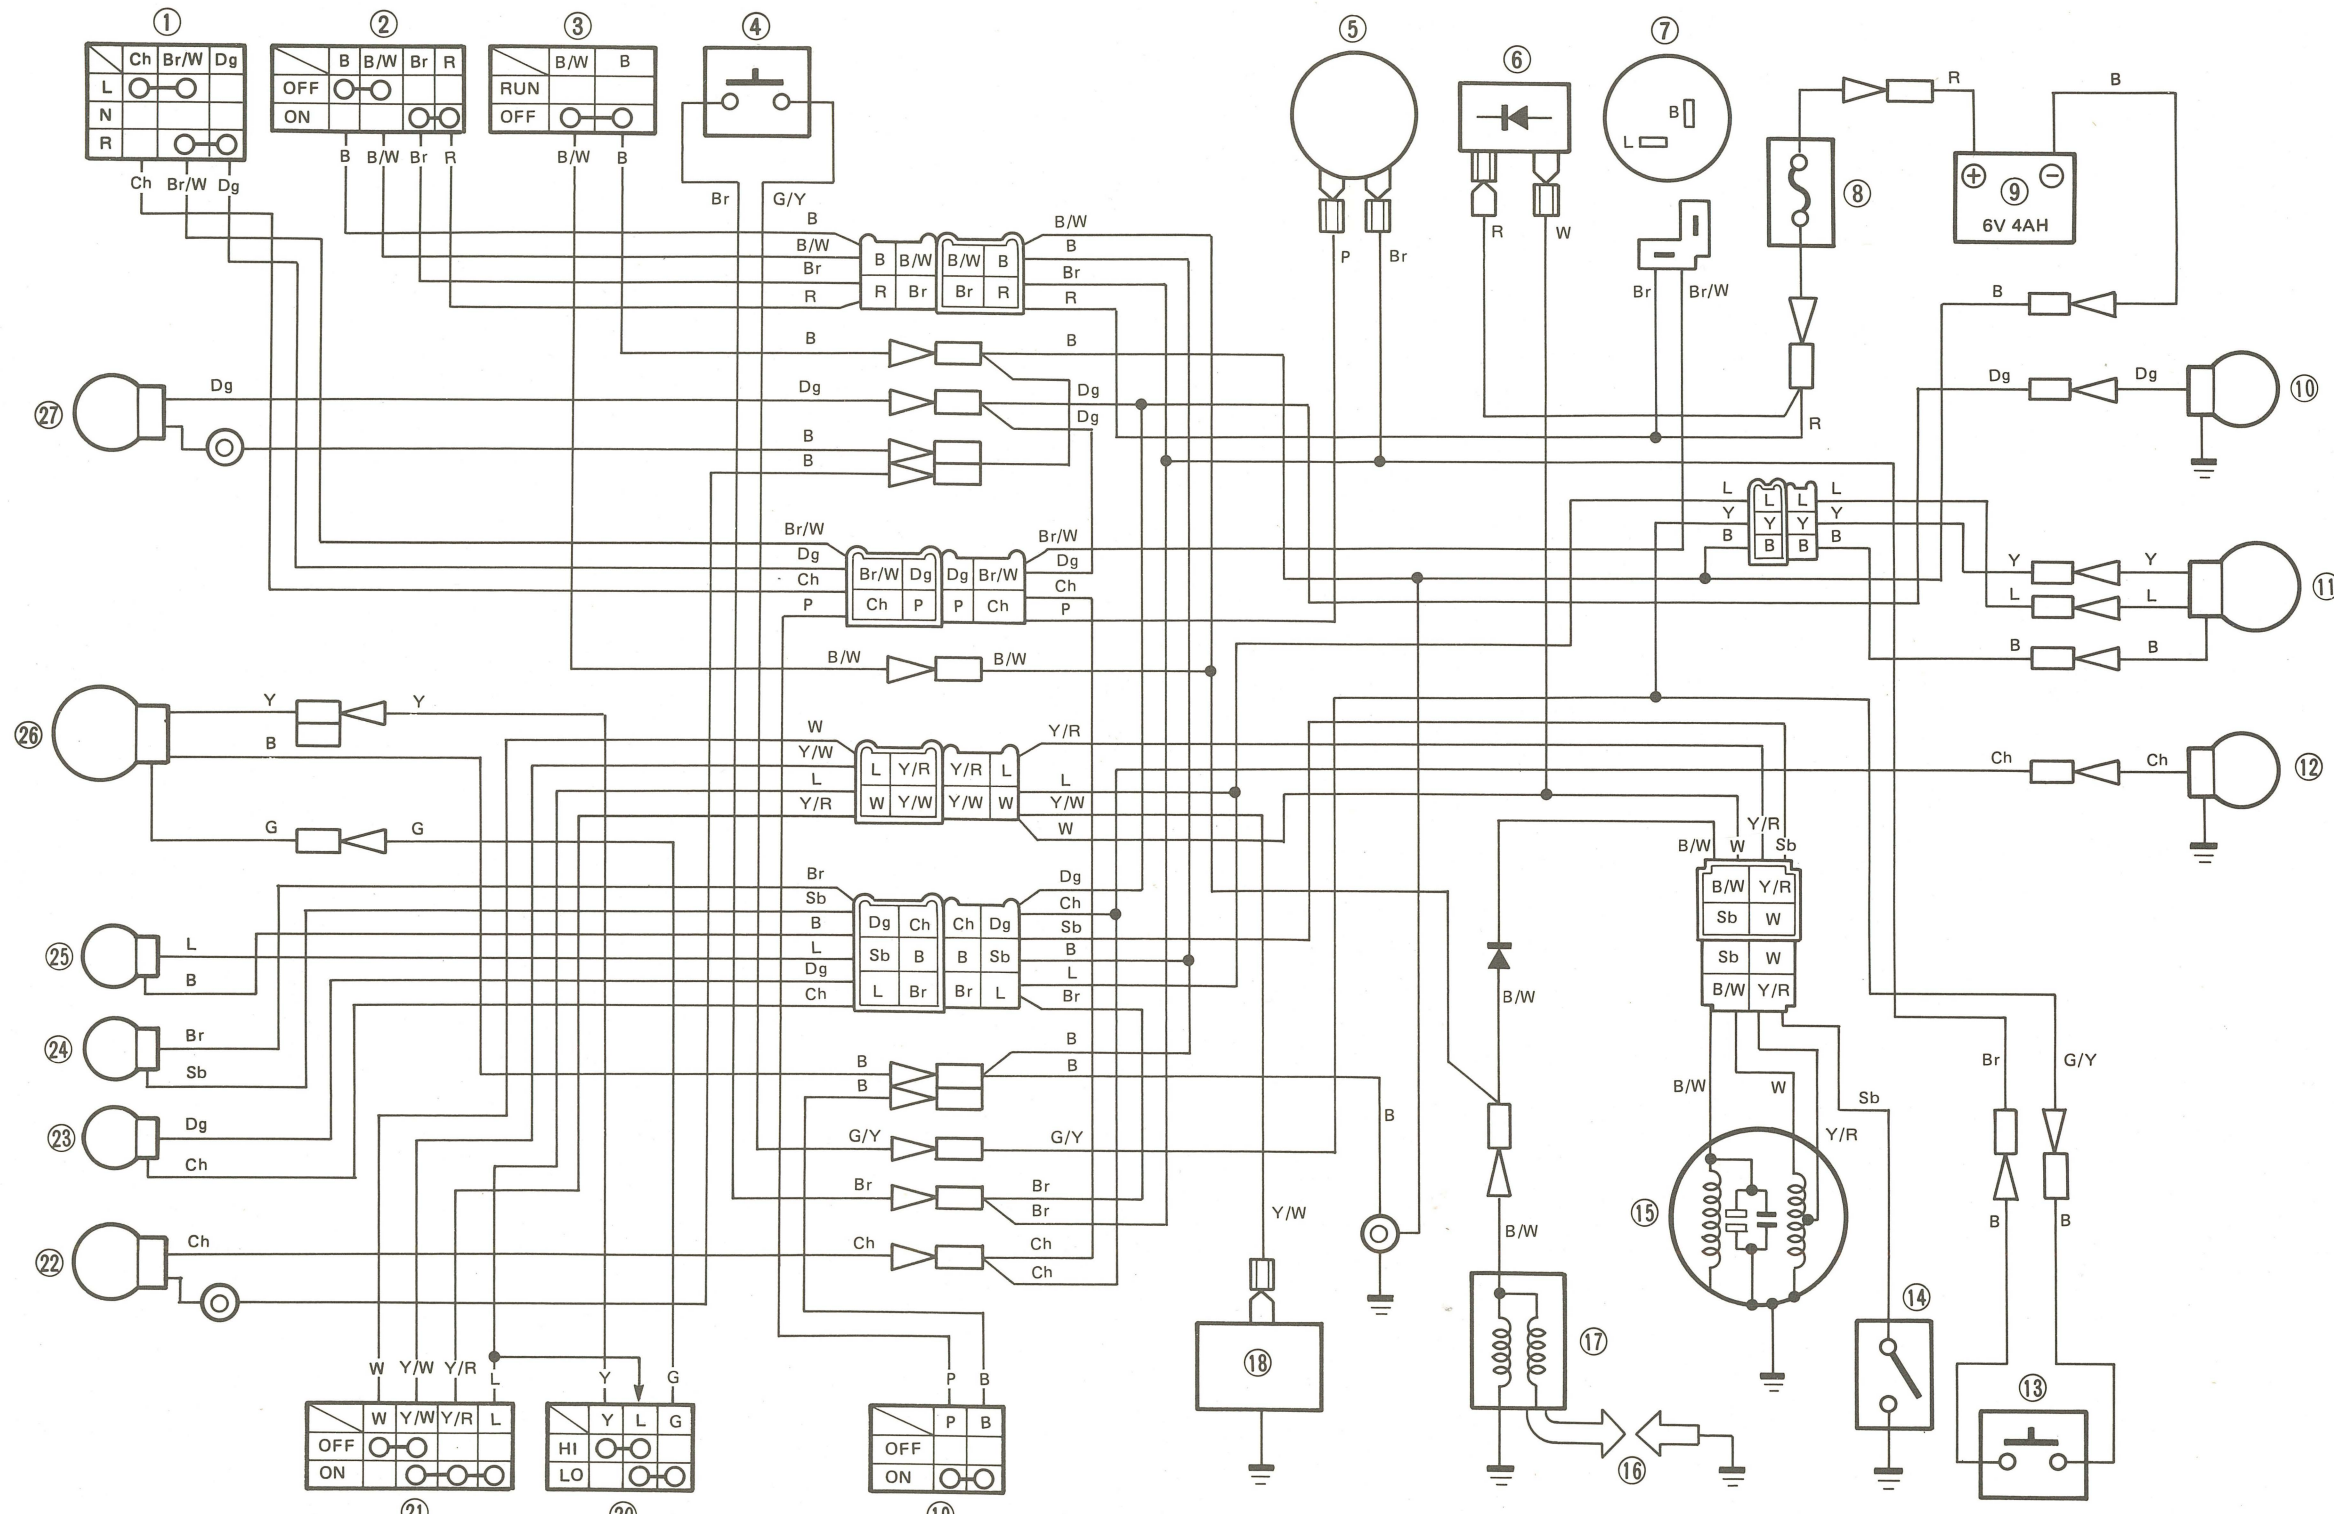 ① ② ③ ④ ⑤ ⑥ ⑦
Ch Br/W Dg
L
N
R
Ch Br/W Dg
B B/W Br R
OFF
ON
B B/W Br R
B/W B
RUN
OFF
B/W B
Br G/Y
P Br
R W
B
L
Br Br/W
R B
⑧
⑨
6V 4AH
R
B
B/W
Br
R
B B/W B/W B
R Br Br R
B/W
B
Br
R
B B
B
㉗ Dg Dg Dg
Dg
B
B
Dg Dg ⑩
Br/W
Dg
Ch
P
Br/W Dg Dg Br/W
Ch P P Ch
Br/W
Dg
Ch
P
L L L L
Y Y Y Y
B B B B
Y Y
L L
B B
⑪
B/W B/W
㉖ Y Y
B
G G
W
Y/W
L
Y/R
L Y/R Y/R L
W Y/W Y/W W
Y/R
L
Y/W
W
Ch Ch ⑫
B/W W Y/R Sb
B/W Y/R
Sb W
Sb W
B/W Y/R
Br
Sb
B
L
Dg
Ch
Dg Ch Ch Dg
Sb B B Sb
L Br Br L
Dg
Ch
Sb
B
L
Br
㉕ L
B
㉔ Br
Sb
㉓ Dg
Ch
B B
B B
G/Y G/Y
Br Br
Br
㉒ Ch Ch Ch
Ch
B
Y/W
B/W
B/W
B/W W Y/R Sb
⑮
Br G/Y
B B
⑭
⑬
⑰
⑱
⑯
W Y/W Y/R L
W Y/W Y/R L
OFF
ON
㉑
Y G
Y L G
HI
LO
⑳
P B
P B
OFF
ON
⑲